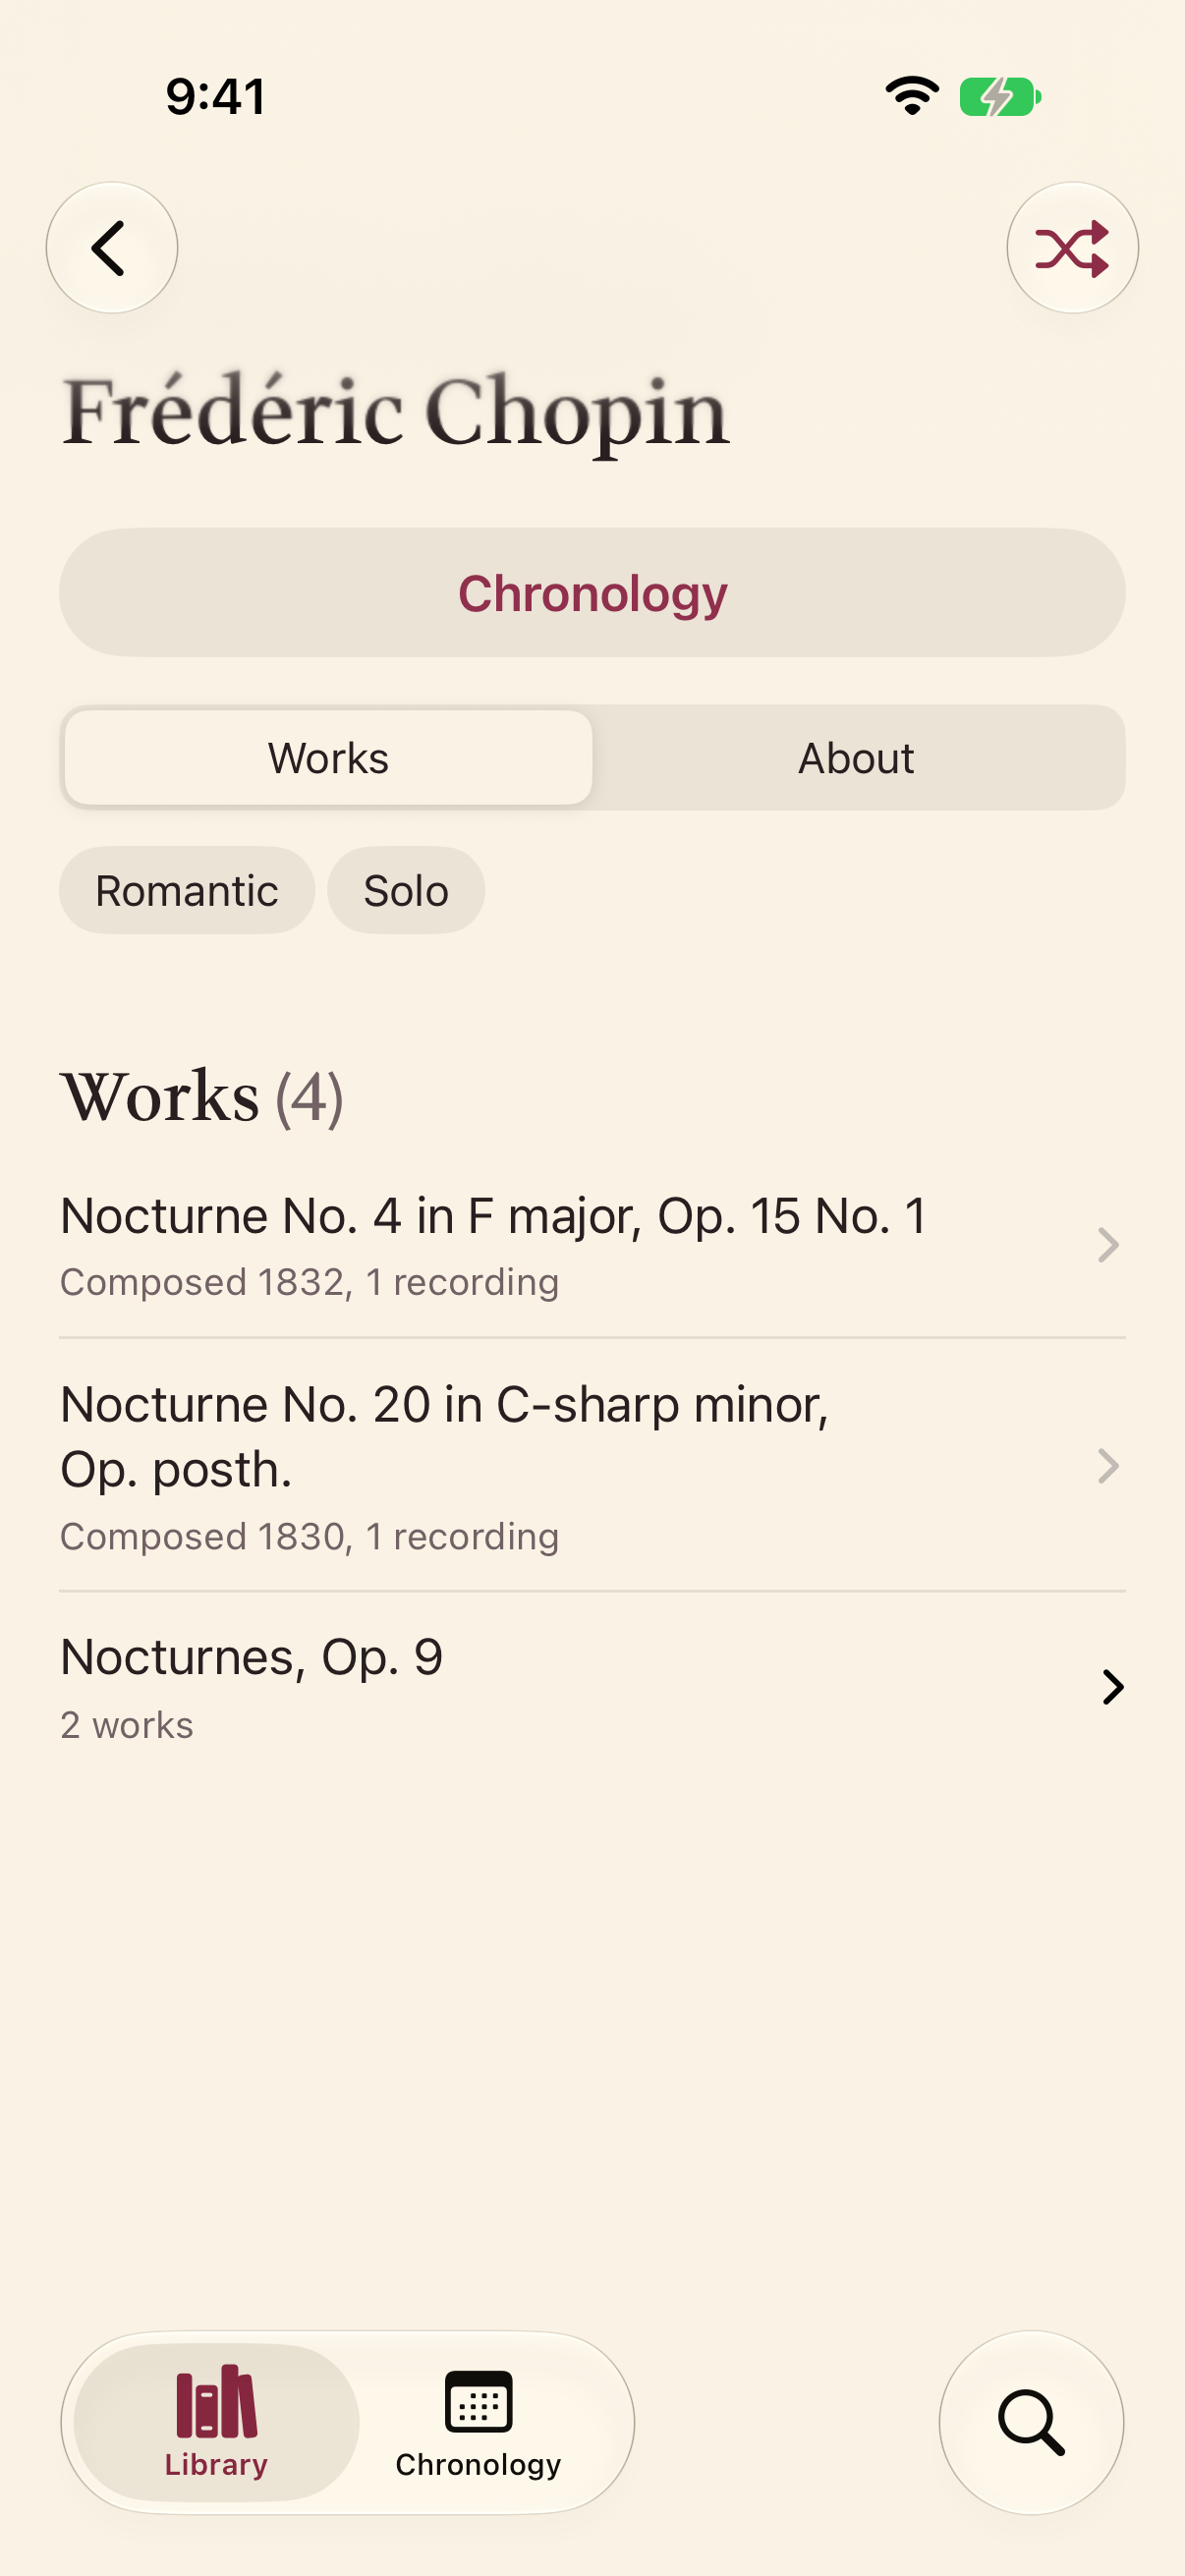 9:41
Frédéric Chopin
Chronology
Works
About
Romantic
Solo
Works (4)
Nocturne No. 4 in F major, Op. 15 No. 1
Composed 1832, 1 recording
Nocturne No. 20 in C-sharp minor,
Op. posth.
Composed 1830, 1 recording
Nocturnes, Op. 9
2 works
Library
Chronology